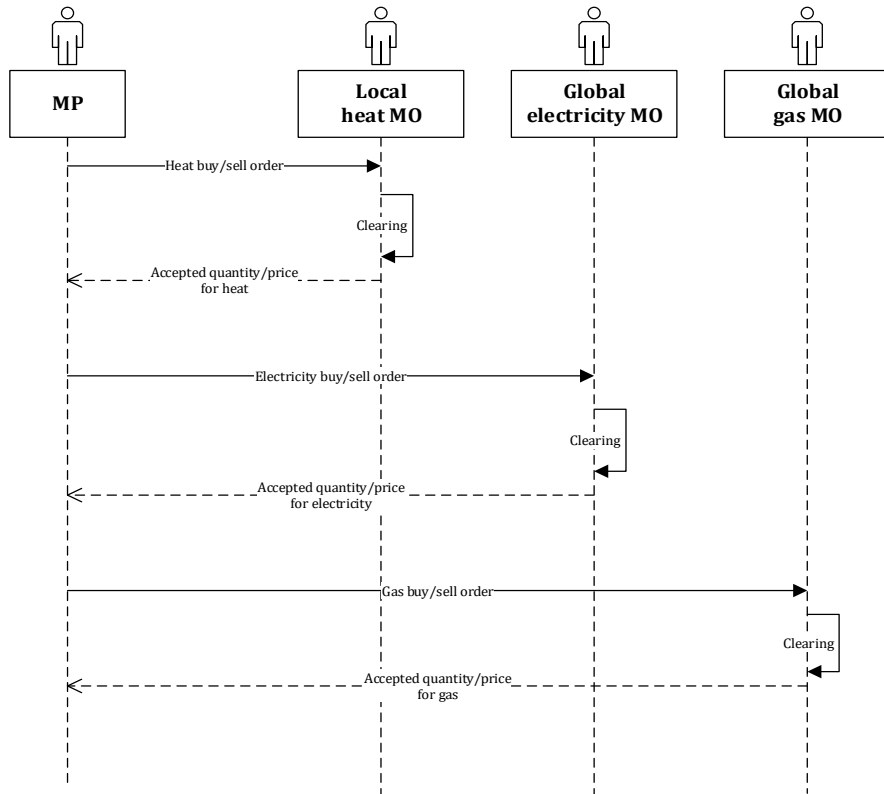 MP
Local
heat MO
Global
electricity MO
Global
gas MO
Heat buy/sell order
Clearing
Accepted quantity/price
for heat
Electricity buy/sell order
Clearing
Accepted quantity/price
for electricity
Gas buy/sell order
Clearing
Accepted quantity/price
for gas